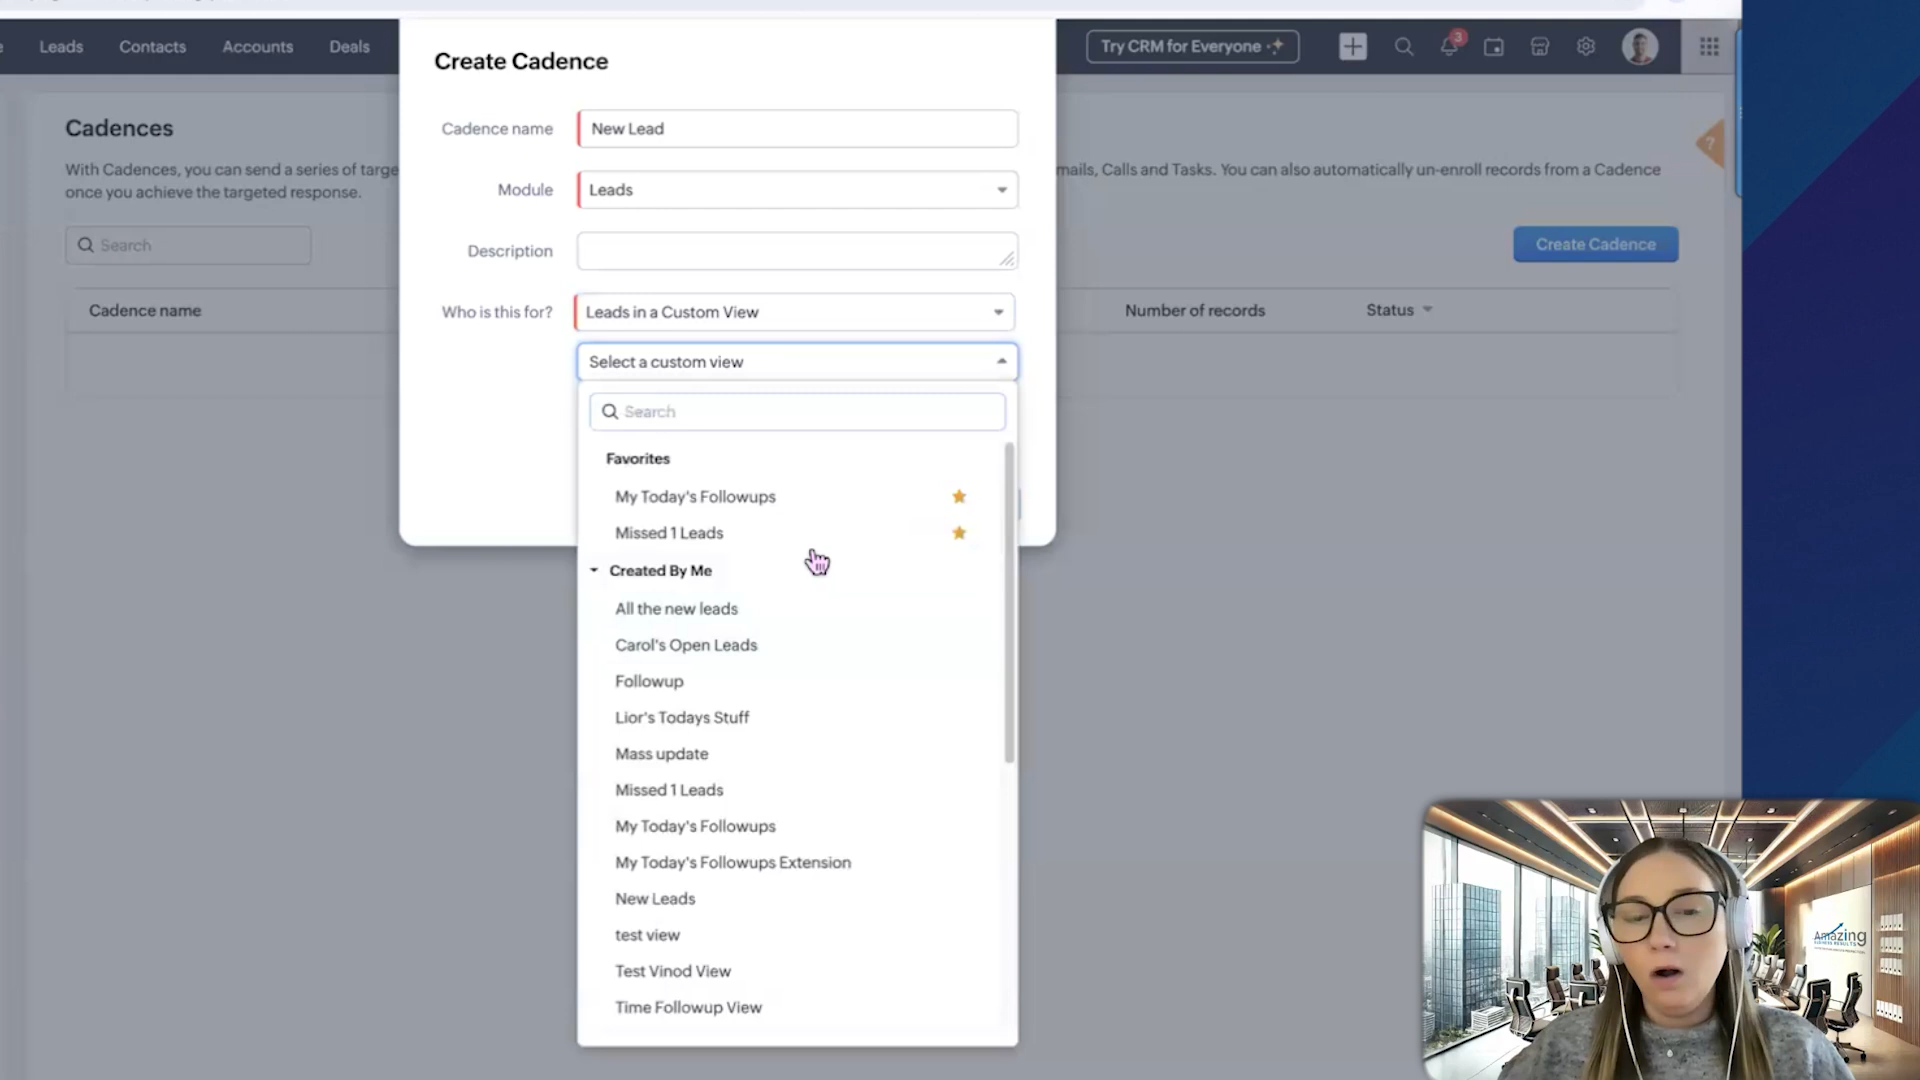 Leads
Contacts
Accounts
Deals
Try CRM for Everyone
3
Create Cadence
Cadence name
New Lead
Module
Leads
Description
Who is this for?
Leads in a Custom View
Select a custom view
Search
Favorites
My Today's Followups
Missed 1 Leads
Created By Me
All the new leads
Carol's Open Leads
Followup
Lior's Todays Stuff
Mass update
Missed 1 Leads
My Today's Followups
My Today's Followups Extension
New Leads
test view
Test Vinod View
Time Followup View
Cadences
With Cadences, you can send a series of targe
mails, Calls and Tasks. You can also automatically un-enroll records from a Cadence
once you achieve the targeted response.
?
Search
Create Cadence
Cadence name
Number of records
Status
Amazing
BUSINESS RESULTS